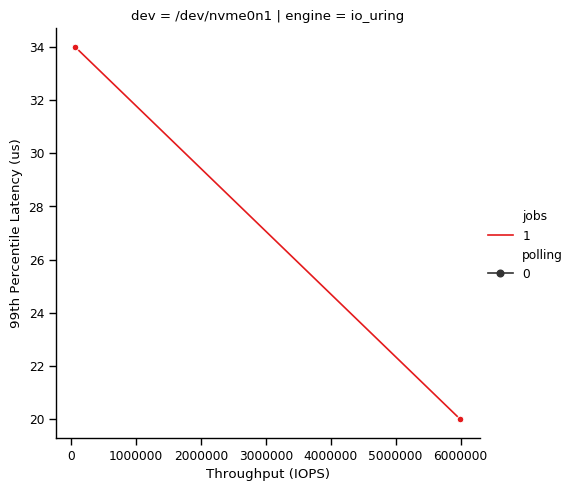 dev = /dev/nvme0n1 | engine = io_uring
99th Percentile Latency (us)
34
32
30
28
26
24
22
20
0 1000000 2000000 3000000 4000000 5000000 6000000
Throughput (IOPS)
jobs
1
polling
0